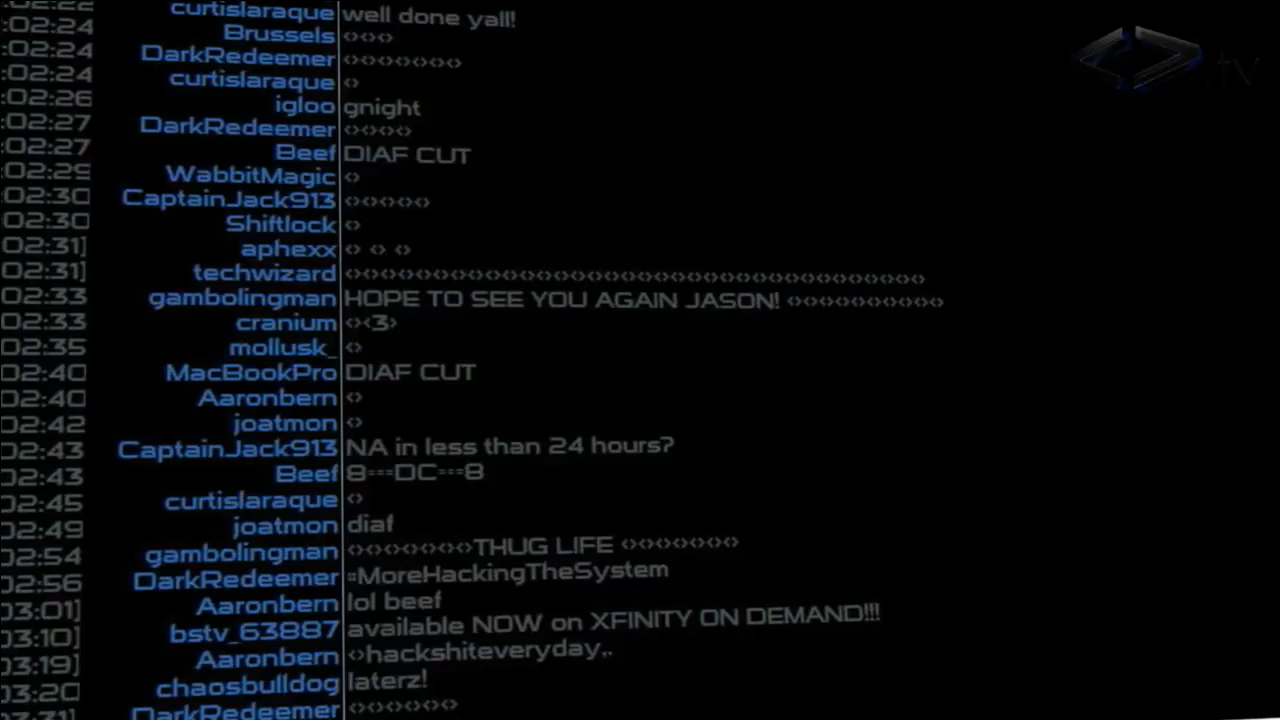 :02:22 curtislaraque well done yall!
:02:24 Brussels <><><>
:02:24 DarkRedeemer <><><><><><><>
:02:24 curtislaraque <>
:02:26 igloo gnight
:02:27 DarkRedeemer <><><><>
:02:27 Beef DIAF CUT
:02:29 WabbitMagic <>
02:30 CaptainJack913 <><><><><>
02:30 Shiftlock <>
02:31] aphexx <> <> <>
02:31] techwizard
02:33 gambolingman HOPE TO SEE YOU AGAIN JASON! <><><><><><><><><><>
02:33 cranium <><3>
02:35 mollusk_ <>
02:40 MacBookPro DIAF CUT
02:40 Aaronbern <>
02:42 joatmon <>
02:43 CaptainJack913 NA in less than 24 hours?
02:43 Beef 8===DC===8
02:45 curtislaraque <>
02:49 joatmon diaf
02:54 gambolingman <><><><><><><>THUG LIFE <><><><><><><>
02:56 DarkRedeemer #MoreHackingTheSystem
03:01] Aaronbern lol beef
03:10] bstv_63887 available NOW on XFINITY ON DEMAND!!!
03:19] Aaronbern <>hackshiteveryday,.
03:20 chaosbulldog laterz!
03:31] DarkRedeemer <><><><><><>
.tv